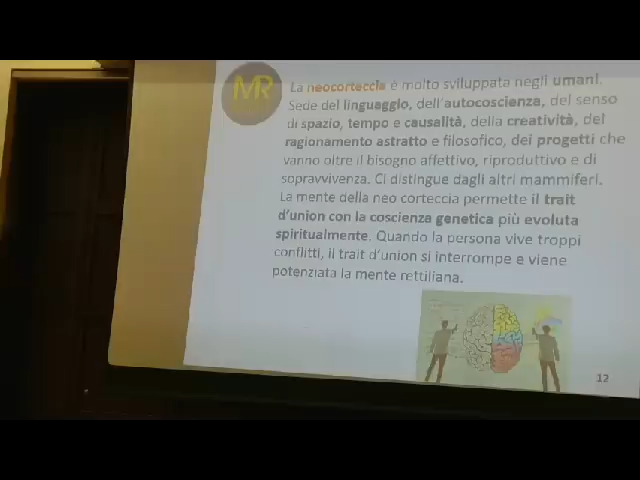 MR
La neocorteccia è molto sviluppata negli umani.
Sede del linguaggio, dell'autocoscienza, del senso
di spazio, tempo e causalità, della creatività, del
ragionamento astratto e filosofico, dei progetti che
vanno oltre il bisogno affettivo, riproduttivo e di
sopravvivenza. Ci distingue dagli altri mammiferi.
La mente della neo corteccia permette il trait
d'union con la coscienza genetica più evoluta
spiritualmente. Quando la persona vive troppi
conflitti, il trait d'union si interrompe e viene
potenziata la mente rettiliana.
12